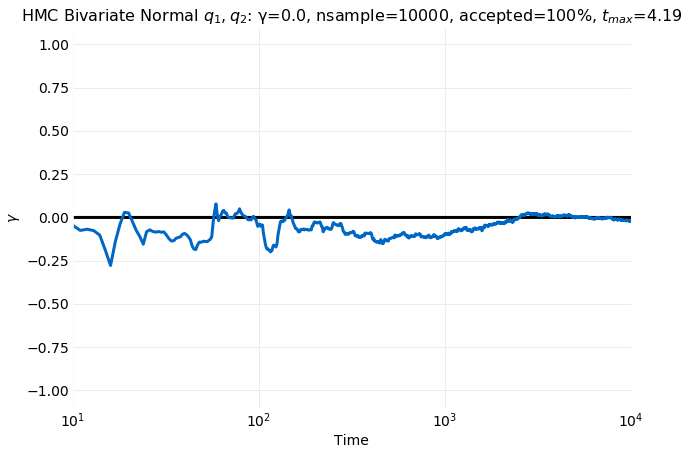 HMC Bivariate Normal q₁, q₂: γ=0.0, nsample=10000, accepted=100%, tₘₐₓ=4.19
1.00
0.75
0.50
0.25
0.00
−0.25
−0.50
−0.75
−1.00
γ
10¹ 10² 10³ 10⁴
Time